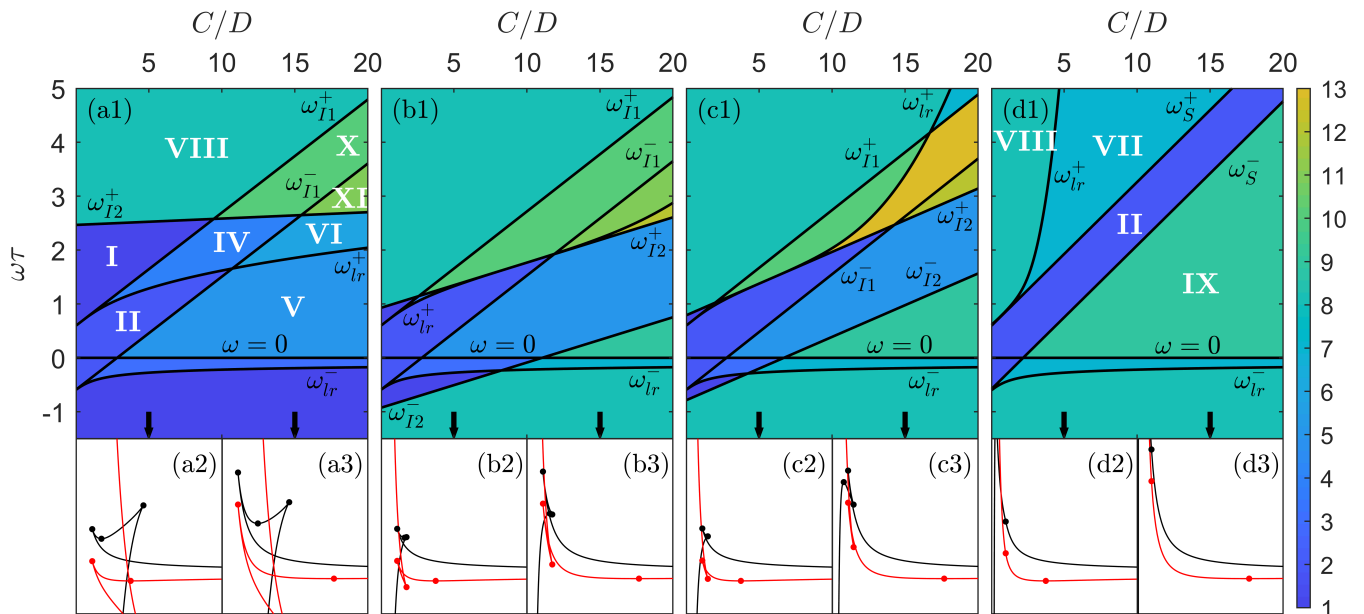 C/D C/D C/D C/D
5 10 15 20 5 10 15 20 5 10 15 20 5 10 15 20
(a1) ω⁺_{I1} (b1) ω⁺_{I1} (c1) ω⁺_{lr} (d1) ω⁺_S
5 13
VIII X ω⁺_{I1} VIII VII
4 12
ω⁻_{I1} ω⁻_{I1} ω⁺_{lr} ω⁻_S
3 XI 11
ω⁺_{I2} ω⁺_{I2} ω⁺_{I2} II
10
I IV VI
2 9
ωτ ω⁺_{lr} ω⁻_{I1} ω⁻_{I2} 8
II V ω⁺_{lr} IX
1 7
ω = 0 ω = 0 ω = 0 ω = 0
0 6
ω⁻_{lr} ω⁻_{lr} ω⁻_{lr} ω⁻_{lr}
-1 ω⁻_{I2} 5
(a2) (a3) (b2) (b3) (c2) (c3) (d2) (d3)
4
3
2
1